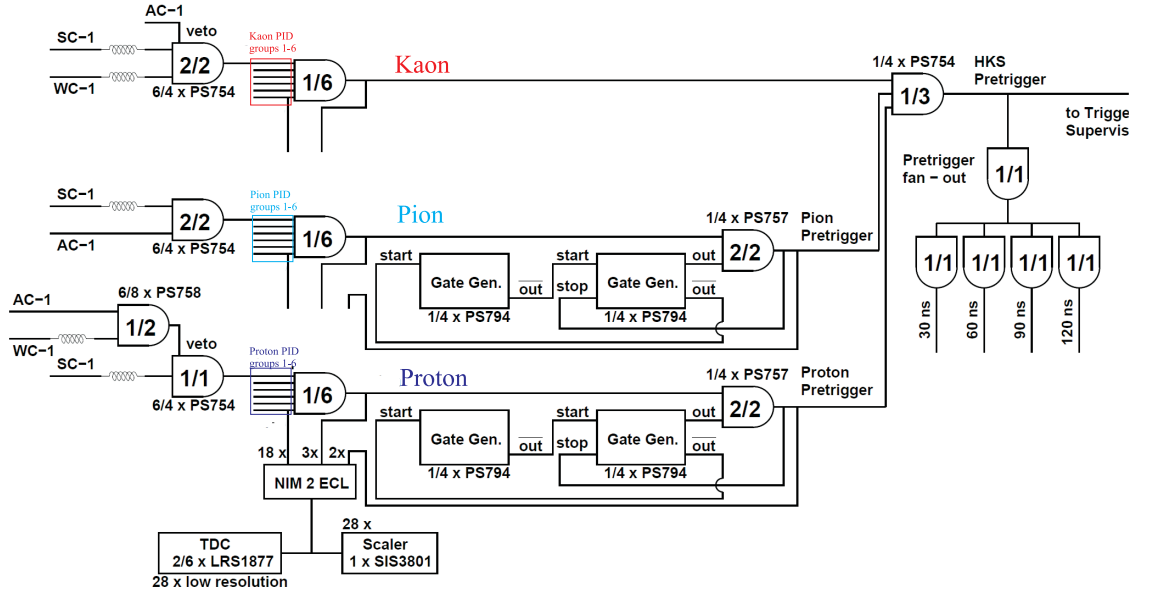 AC−1
veto
SC−1
WC−1
2/2
6/4 x PS754
Kaon PID
groups 1-6
1/6
Kaon
1/4 x PS754
1/3
HKS
Pretrigger
to Trigge
Supervis
Pretrigger
fan − out
1/1
1/1
1/1
1/1
1/1
30 ns
60 ns
90 ns
120 ns
SC−1
AC−1
2/2
6/4 x PS754
Pion PID
groups 1-6
1/6
Pion
start
Gate Gen.
out
1/4 x PS794
start
stop
Gate Gen.
out
out
1/4 x PS794
1/4 x PS757
2/2
Pion
Pretrigger
AC−1
WC−1
6/8 x PS758
1/2
veto
SC−1
1/1
6/4 x PS754
Proton PID
groups 1-6
1/6
Proton
start
Gate Gen.
out
1/4 x PS794
start
stop
Gate Gen.
out
out
1/4 x PS794
1/4 x PS757
2/2
Proton
Pretrigger
18 x
3x
2x
NIM 2 ECL
TDC
2/6 x LRS1877
28 x low resolution
28 x
Scaler
1 x SIS3801